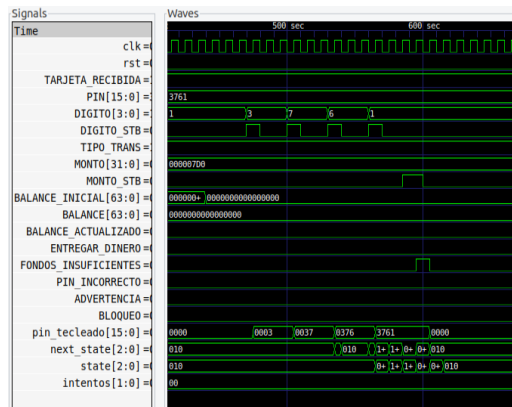 Signals
Waves
Time
500 sec 600 sec
clk =
rst =
TARJETA_RECIBIDA =
PIN[15:0] = 3761
DIGITO[3:0] = 1 3 7 6 1
DIGITO_STB =
TIPO_TRANS =
MONTO[31:0] = 000007D0
MONTO_STB =
BALANCE_INICIAL[63:0] = 000000+ 0000000000000000
BALANCE[63:0] = 0000000000000000
BALANCE_ACTUALIZADO =
ENTREGAR_DINERO =
FONDOS_INSUFICIENTES =
PIN_INCORRECTO =
ADVERTENCIA =
BLOQUEO =
pin_tecleado[15:0] = 0000 0003 0037 0376 3761 0000
next_state[2:0] = 010 010 1+ 1+ 0+ 0+ 010
state[2:0] = 010 0+ 1+ 1+ 0+ 0+ 010
intentos[1:0] = 00